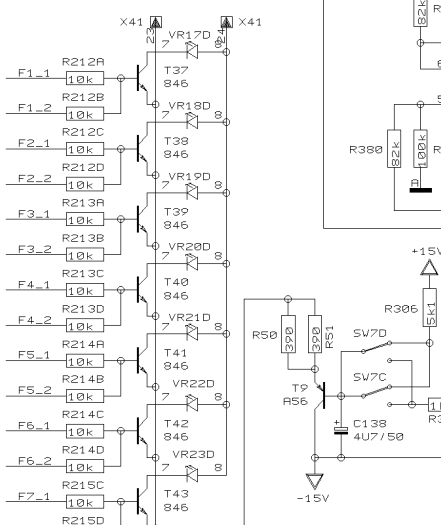 X41
X41
23
24
VR17D
7
8
R212A
F1_1
10k
T37
846
R212B
F1_2
10k
VR18D
7
8
R212C
F2_1
10k
T38
846
R212D
F2_2
10k
VR19D
7
8
R213A
F3_1
10k
T39
846
R213B
F3_2
10k
VR20D
7
8
R213C
F4_1
10k
T40
846
R213D
F4_2
10k
VR21D
7
8
R214A
F5_1
10k
T41
846
R214B
F5_2
10k
VR22D
7
8
R214C
F6_1
10k
T42
846
R214D
F6_2
10k
VR23D
7
8
R215C
F7_1
10k
T43
846
R215D
82k
R
R380
82k
100k
R
A
+15V
R306
5k1
R50
390
390
R51
SW7D
SW7C
T9
A56
+
C138
4U7/50
-15V